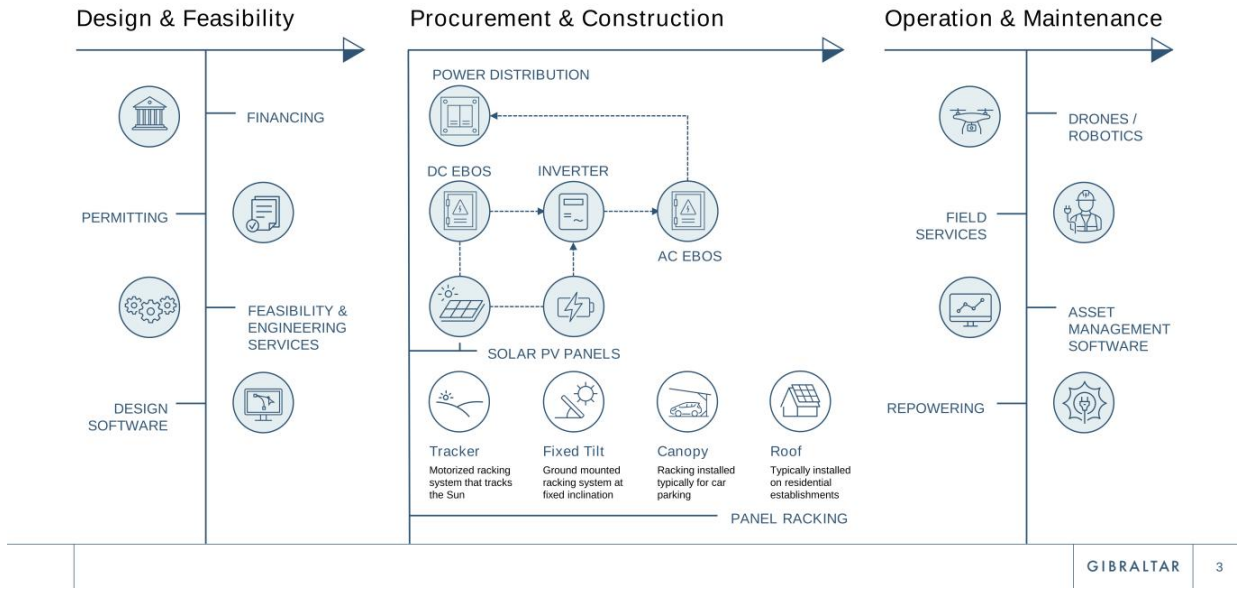 Design & Feasibility
FINANCING
PERMITTING
FEASIBILITY &
ENGINEERING
SERVICES
DESIGN
SOFTWARE
Procurement & Construction
POWER DISTRIBUTION
DC EBOS
INVERTER
AC EBOS
SOLAR PV PANELS
Tracker
Motorized racking
system that tracks
the Sun
Fixed Tilt
Ground mounted
racking system at
fixed inclination
Canopy
Racking installed
typically for car
parking
Roof
Typically installed
on residential
establishments
PANEL RACKING
Operation & Maintenance
DRONES /
ROBOTICS
FIELD
SERVICES
ASSET
MANAGEMENT
SOFTWARE
REPOWERING
GIBRALTAR
3